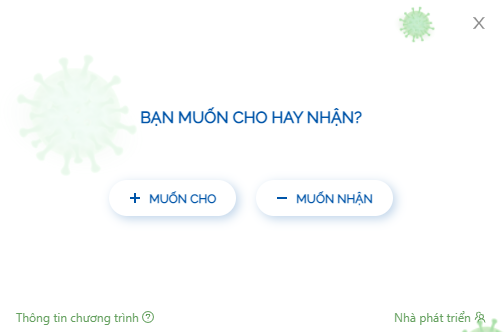 BẠN MUỐN CHO HAY NHẬN?
+ MUỐN CHO
− MUỐN NHẬN
Thông tin chương trình
Nhà phát triển